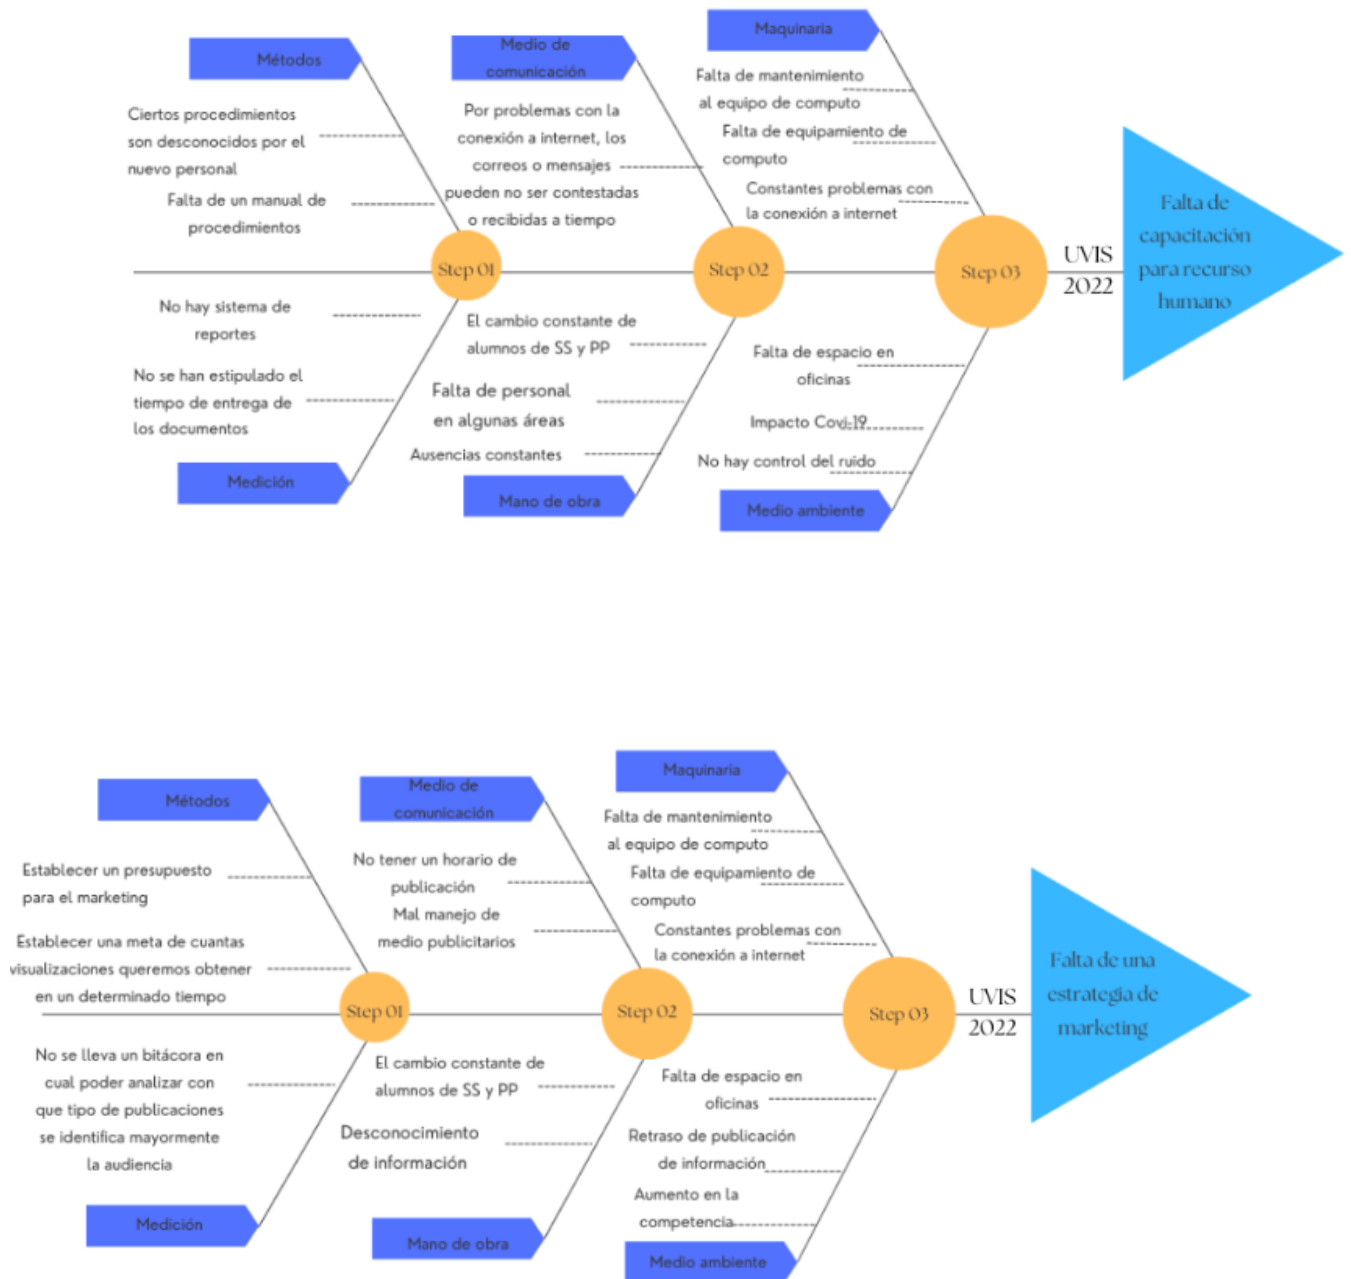 Métodos
Ciertos procedimientos
son desconocidos por el
nuevo personal
Falta de un manual de
procedimientos
Medio de
comunicación
Por problemas con la
conexión a internet, los
correos o mensajes
pueden no ser contestadas
o recibidas a tiempo
Maquinaria
Falta de mantenimiento
al equipo de computo
Falta de equipamiento de
computo
Constantes problemas con
la conexión a internet
Step 01
Step 02
Step 03
UVIS
2022
Falta de
capacitación
para recurso
humano
No hay sistema de
reportes
No se han estipulado el
tiempo de entrega de
los documentos
Medición
El cambio constante de
alumnos de SS y PP
Falta de personal
en algunas áreas
Ausencias constantes
Mano de obra
Falta de espacio en
oficinas
Impacto Covi-19
No hay control del ruido
Medio ambiente
Métodos
Establecer un presupuesto
para el marketing
Establecer una meta de cuantas
visualizaciones queremos obtener
en un determinado tiempo
Medio de
comunicación
No tener un horario de
publicación
Mal manejo de
medio publicitarios
Maquinaria
Falta de mantenimiento
al equipo de computo
Falta de equipamiento de
computo
Constantes problemas con
la conexión a internet
Step 01
Step 02
Step 03
UVIS
2022
Falta de una
estrategia de
marketing
No se lleva un bitácora en
cual poder analizar con
que tipo de publicaciones
se identifica mayormente
la audiencia
Medición
El cambio constante de
alumnos de SS y PP
Desconocimiento
de información
Mano de obra
Falta de espacio en
oficinas
Retraso de publicación
de información
Aumento en la
competencia
Medio ambiente